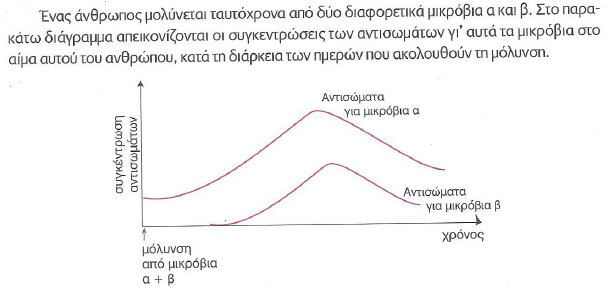 Ένας άνθρωπος μολύνεται ταυτόχρονα από δύο διαφορετικά μικρόβια α και β. Στο παρα-
κάτω διάγραμμα απεικονίζονται οι συγκεντρώσεις των αντισωμάτων γι' αυτά τα μικρόβια στο
αίμα αυτού του ανθρώπου, κατά τη διάρκεια των ημερών που ακολουθούν τη μόλυνση.
συγκέντρωση
αντισωμάτων
Αντισώματα
για μικρόβια α
Αντισώματα
για μικρόβια β
χρόνος
μόλυνση
από μικρόβια
α + β